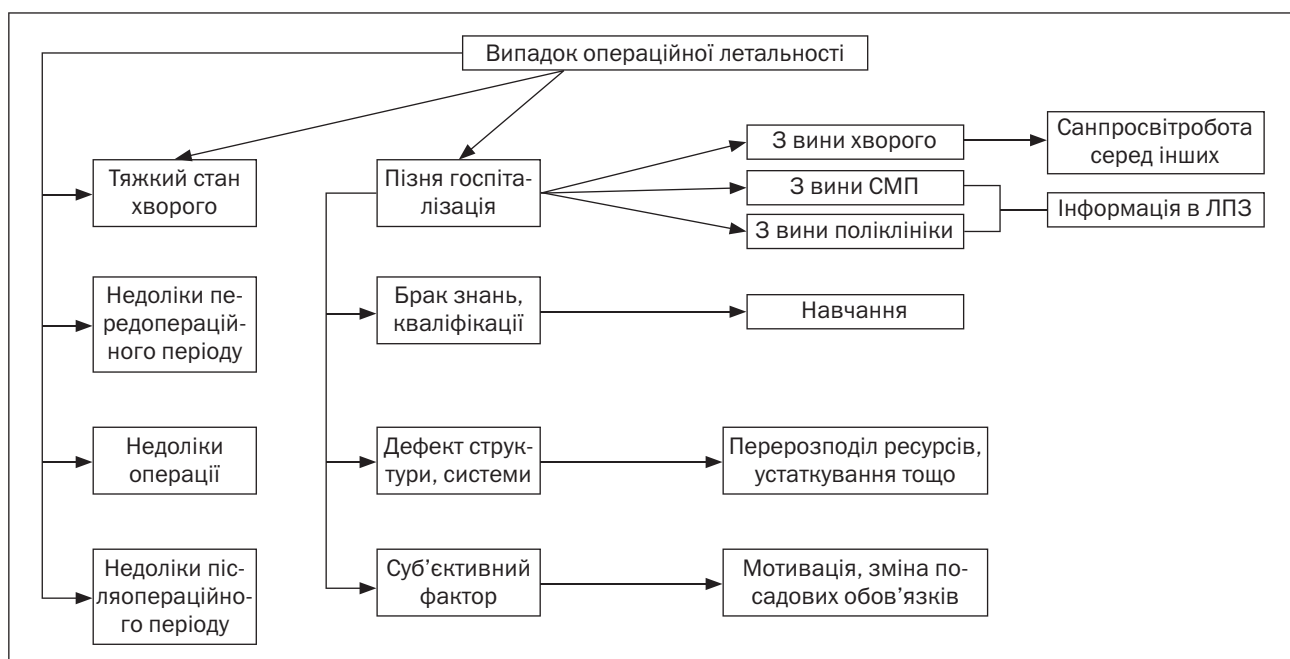 Випадок операційної летальності
Тяжкий стан
хворого
Пізня госпіта-
лізація
З вини хворого
Санпросвітробота
серед інших
З вини СМП
Інформація в ЛПЗ
З вини поліклініки
Недоліки пе-
редоперацій-
ного періоду
Брак знань,
кваліфікації
Навчання
Недоліки
операції
Дефект струк-
тури, системи
Перерозподіл ресурсів,
устаткування тощо
Недоліки піс-
ляопераційно-
го періоду
Суб’єктивний
фактор
Мотивація, зміна по-
садових обов’язків